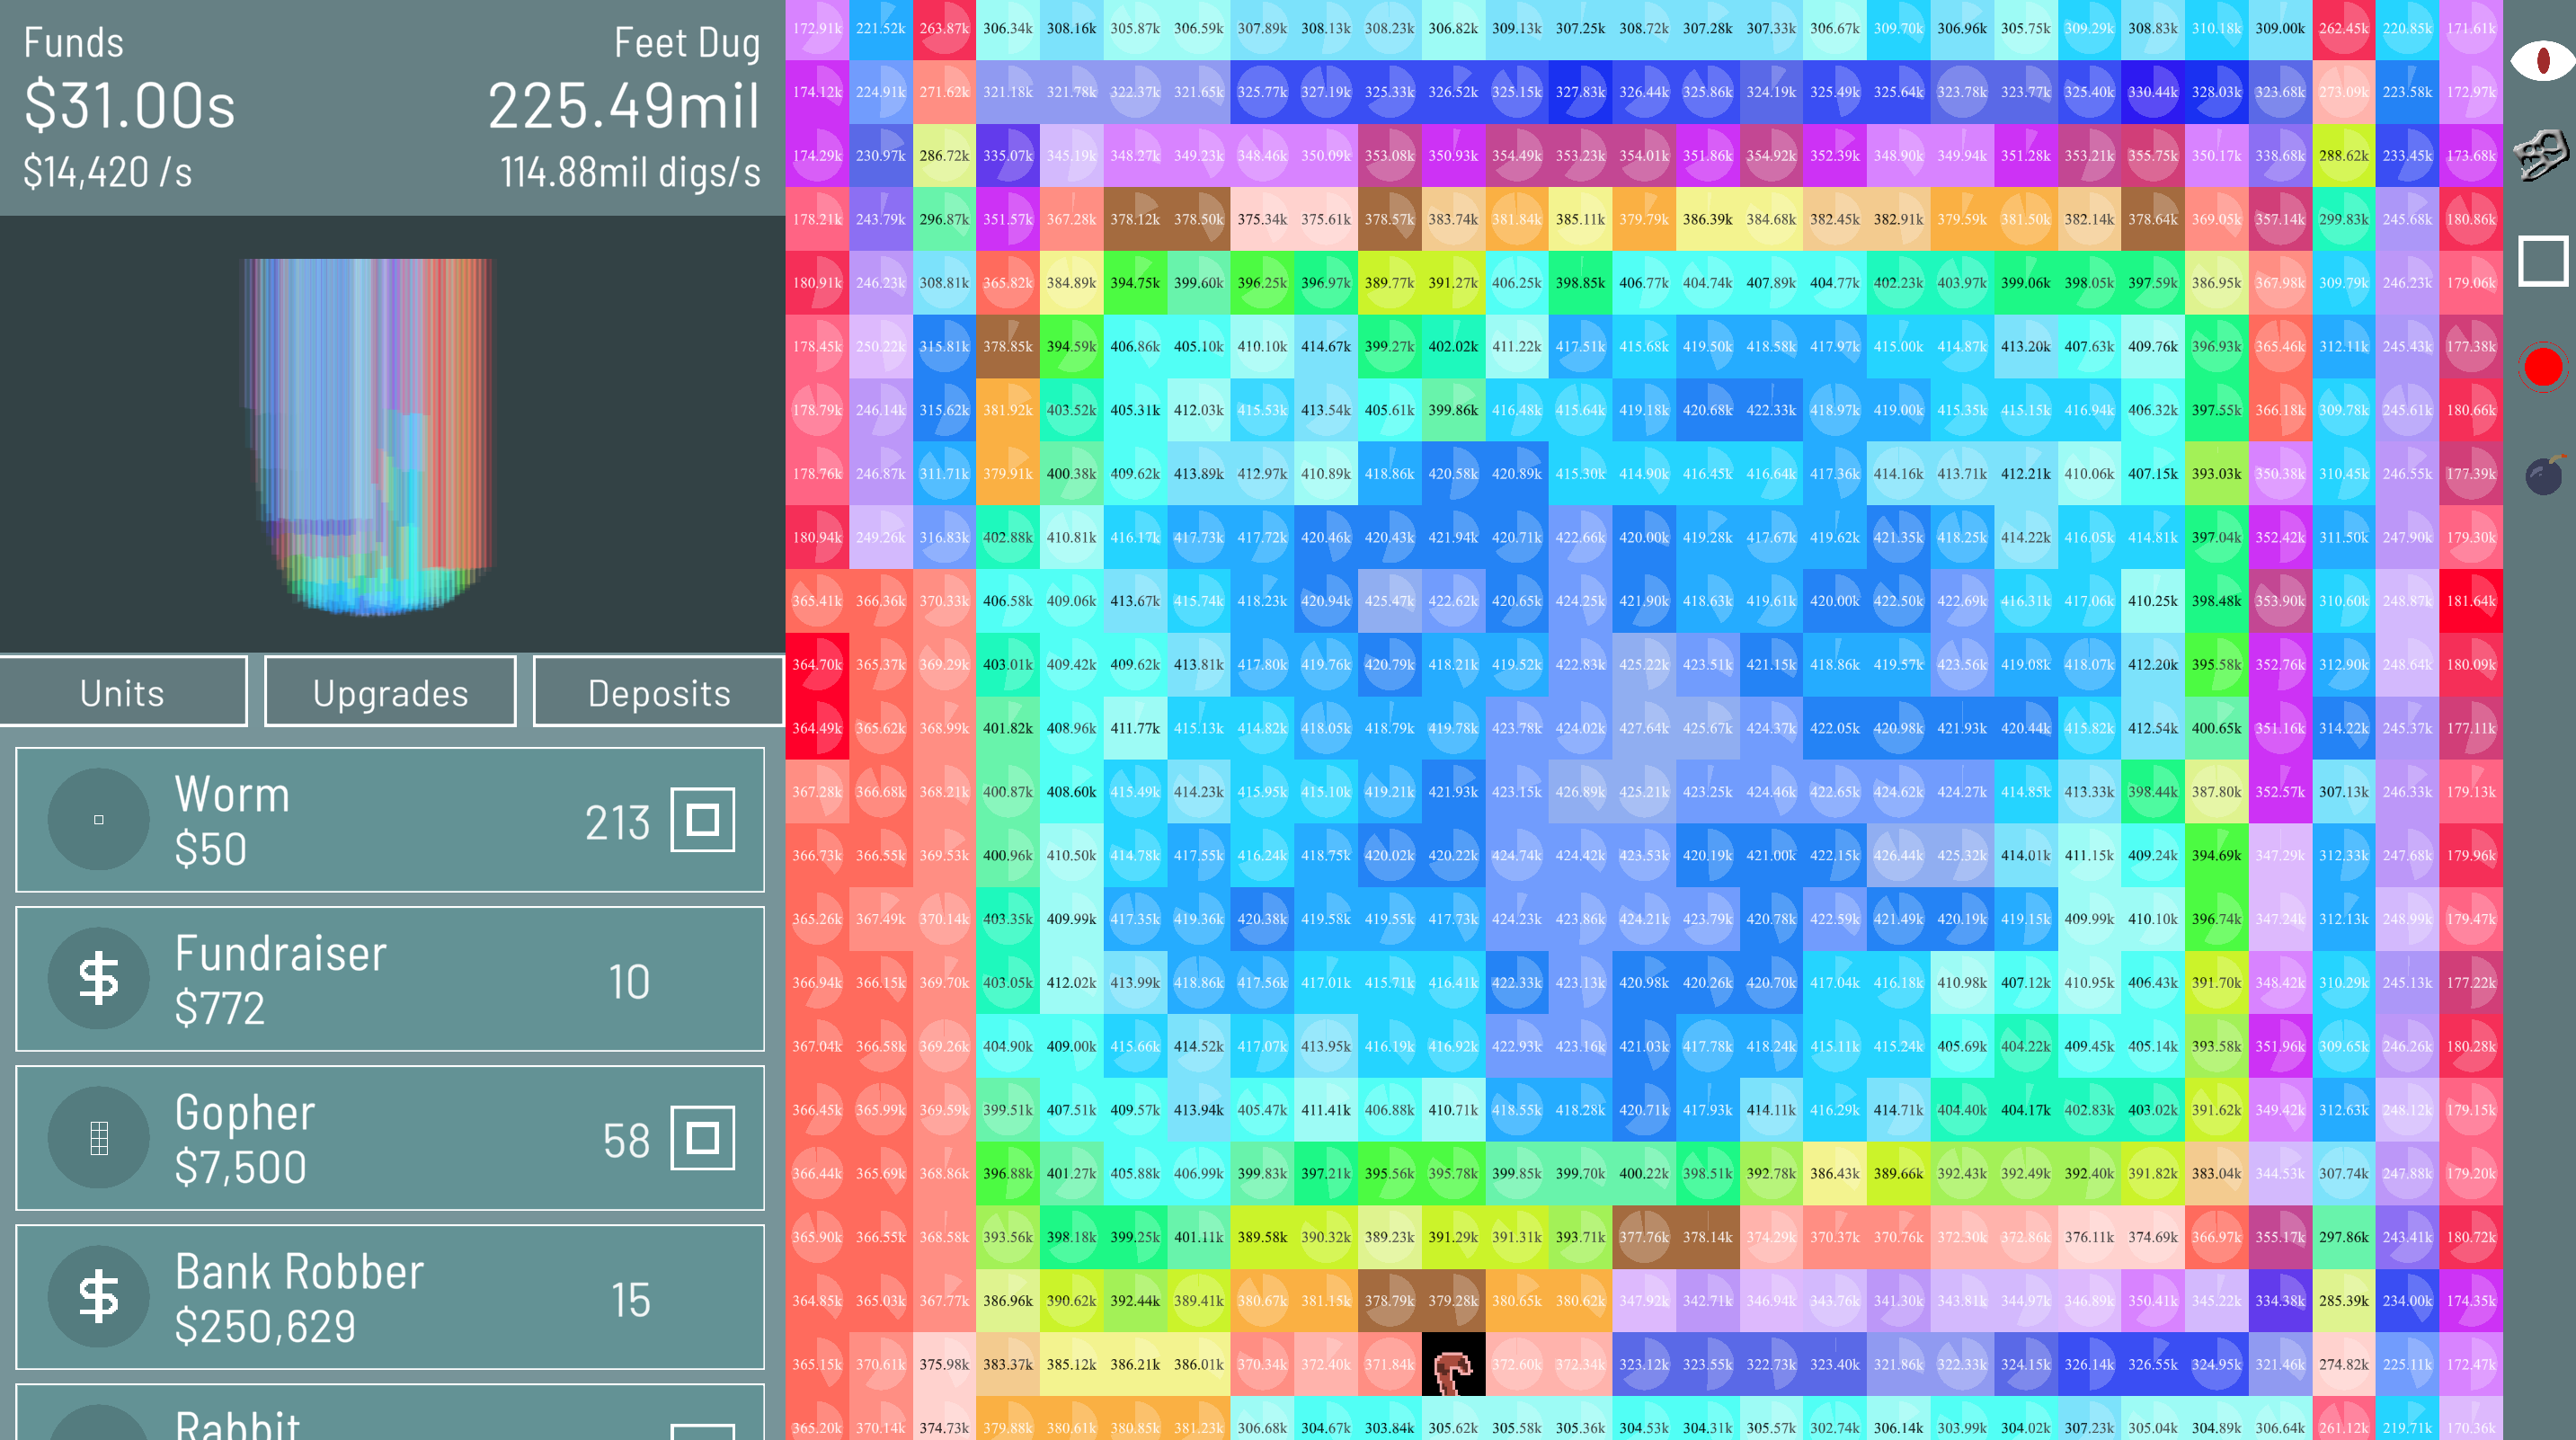 Funds
$31.00s
$14,420 /s
Feet Dug
225.49mil
114.88mil digs/s
Units
Upgrades
Deposits
Worm
$50
213
Fundraiser
$772
10
Gopher
$7,500
58
Bank Robber
$250,629
15
Rabbit
172.91k 221.52k 263.87k 306.34k 308.16k 305.87k 306.59k 307.89k 308.13k 308.23k 306.82k 309.13k 307.25k 308.72k 307.28k 307.33k 306.67k 309.70k 306.96k 305.75k 309.29k 308.83k 310.18k 309.00k 262.45k 220.85k 171.61k
174.12k 224.91k 271.62k 321.18k 321.78k 322.37k 321.65k 325.77k 327.19k 325.33k 326.52k 325.15k 327.83k 326.44k 325.86k 324.19k 325.49k 325.64k 323.78k 323.77k 325.40k 330.44k 328.03k 323.68k 273.09k 223.58k 172.97k
174.29k 230.97k 286.72k 335.07k 345.19k 348.27k 349.23k 348.46k 350.09k 353.08k 350.93k 354.49k 353.23k 354.01k 351.86k 354.92k 352.39k 348.90k 349.94k 351.28k 353.21k 355.75k 350.17k 338.68k 288.62k 233.45k 173.68k
178.21k 243.79k 296.87k 351.57k 367.28k 378.12k 378.50k 375.34k 375.61k 378.57k 383.74k 381.84k 385.11k 379.79k 386.39k 384.68k 382.45k 382.91k 379.59k 381.50k 382.14k 378.64k 369.05k 357.14k 299.83k 245.68k 180.86k
180.91k 246.23k 308.81k 365.82k 384.89k 394.75k 399.60k 396.25k 396.97k 389.77k 391.27k 406.25k 398.85k 406.77k 404.74k 407.89k 404.77k 402.23k 403.97k 399.06k 398.05k 397.59k 386.95k 367.98k 309.79k 246.23k 179.06k
178.45k 250.22k 315.81k 378.85k 394.59k 406.86k 405.10k 410.10k 414.67k 399.27k 402.02k 411.22k 417.51k 415.68k 419.50k 418.58k 417.97k 415.00k 414.87k 413.20k 407.63k 409.76k 396.93k 365.46k 312.11k 245.43k 177.38k
178.79k 246.14k 315.62k 381.92k 403.52k 405.31k 412.03k 415.53k 413.54k 405.61k 399.86k 416.48k 415.64k 419.18k 420.68k 422.33k 418.97k 419.00k 415.35k 415.15k 416.94k 406.32k 397.55k 366.18k 309.78k 245.61k 180.66k
178.76k 246.87k 311.71k 379.91k 400.38k 409.62k 413.89k 412.97k 410.89k 418.86k 420.58k 420.89k 415.30k 414.90k 416.45k 416.64k 417.36k 414.16k 413.71k 412.21k 410.06k 407.15k 393.03k 350.38k 310.45k 246.55k 177.39k
180.94k 249.26k 316.83k 402.88k 410.81k 416.17k 417.73k 417.72k 420.46k 420.43k 421.94k 420.71k 422.66k 420.00k 419.28k 417.67k 419.62k 421.35k 418.25k 414.22k 416.05k 414.81k 397.04k 352.42k 311.50k 247.90k 179.30k
365.41k 366.36k 370.33k 406.58k 409.06k 413.67k 415.74k 418.23k 420.94k 425.47k 422.62k 420.65k 424.25k 421.90k 418.63k 419.61k 420.00k 422.50k 422.69k 416.31k 417.06k 410.25k 398.48k 353.90k 310.60k 248.87k 181.64k
364.70k 365.37k 369.29k 403.01k 409.42k 409.62k 413.81k 417.80k 419.76k 420.79k 418.21k 419.52k 422.83k 425.22k 423.51k 421.15k 418.86k 419.57k 423.56k 419.08k 418.07k 412.20k 395.58k 352.76k 312.90k 248.64k 180.09k
364.49k 365.62k 368.99k 401.82k 408.96k 411.77k 415.13k 414.82k 418.05k 418.79k 419.78k 423.78k 424.02k 427.64k 425.67k 424.37k 422.05k 420.98k 421.93k 420.44k 415.82k 412.54k 400.65k 351.16k 314.22k 245.37k 177.11k
367.28k 366.68k 368.21k 400.87k 408.60k 415.49k 414.23k 415.95k 415.10k 419.21k 421.93k 423.15k 426.89k 425.21k 423.25k 424.46k 422.65k 424.62k 424.27k 414.85k 413.33k 398.44k 387.80k 352.57k 307.13k 246.33k 179.13k
366.73k 366.55k 369.53k 400.96k 410.50k 414.78k 417.55k 416.24k 418.75k 420.02k 420.22k 424.74k 424.42k 423.53k 420.19k 421.00k 422.15k 426.44k 425.32k 414.01k 411.15k 409.24k 394.69k 347.29k 312.33k 247.68k 179.96k
365.26k 367.49k 370.14k 403.35k 409.99k 417.35k 419.36k 420.38k 419.58k 419.55k 417.73k 424.23k 423.86k 424.21k 423.79k 420.78k 422.59k 421.49k 420.19k 419.15k 409.99k 410.10k 396.74k 347.24k 312.13k 248.99k 179.47k
366.94k 366.15k 369.70k 403.05k 412.02k 413.99k 418.86k 417.56k 417.01k 415.71k 416.41k 422.33k 423.13k 420.98k 420.26k 420.70k 417.04k 416.18k 410.98k 407.12k 410.95k 406.43k 391.70k 348.42k 310.29k 245.13k 177.22k
367.04k 366.58k 369.26k 404.90k 409.00k 415.66k 414.52k 417.07k 413.95k 416.19k 416.92k 422.93k 423.16k 421.03k 417.78k 418.24k 415.11k 415.24k 405.69k 404.22k 409.45k 405.14k 393.58k 351.96k 309.65k 246.26k 180.28k
366.45k 365.99k 369.59k 399.51k 407.51k 409.57k 413.94k 405.47k 411.41k 406.88k 410.71k 418.55k 418.28k 420.71k 417.93k 414.11k 416.29k 414.71k 404.40k 404.17k 402.83k 403.02k 391.62k 349.42k 312.63k 248.12k 179.15k
366.44k 365.69k 368.86k 396.88k 401.27k 405.88k 406.99k 399.83k 397.21k 395.56k 395.78k 399.85k 399.70k 400.22k 398.51k 392.78k 386.43k 389.66k 392.43k 392.49k 392.40k 391.82k 383.04k 344.53k 307.74k 247.88k 179.20k
365.90k 366.55k 368.58k 393.56k 398.18k 399.25k 401.11k 389.58k 390.32k 389.23k 391.29k 391.31k 393.71k 377.76k 378.14k 374.29k 370.37k 370.76k 372.30k 372.86k 376.11k 374.69k 366.97k 355.17k 297.86k 243.41k 180.72k
364.85k 365.03k 367.77k 386.96k 390.62k 392.44k 389.41k 380.67k 381.15k 378.79k 379.28k 380.65k 380.62k 347.92k 342.71k 346.94k 343.76k 341.30k 343.81k 344.97k 346.89k 350.41k 345.22k 334.38k 285.39k 234.00k 174.35k
365.15k 370.61k 375.98k 383.37k 385.12k 386.21k 386.01k 370.34k 372.40k 371.84k 372.60k 372.34k 323.12k 323.55k 322.73k 323.40k 321.86k 322.33k 324.15k 326.14k 326.55k 324.95k 321.46k 274.82k 225.11k 172.47k
365.20k 370.14k 374.73k 379.88k 380.61k 380.85k 381.23k 306.68k 304.67k 303.84k 305.62k 305.58k 305.36k 304.53k 304.31k 305.57k 302.74k 306.14k 303.99k 304.02k 307.23k 305.04k 304.89k 306.64k 261.12k 219.71k 170.36k